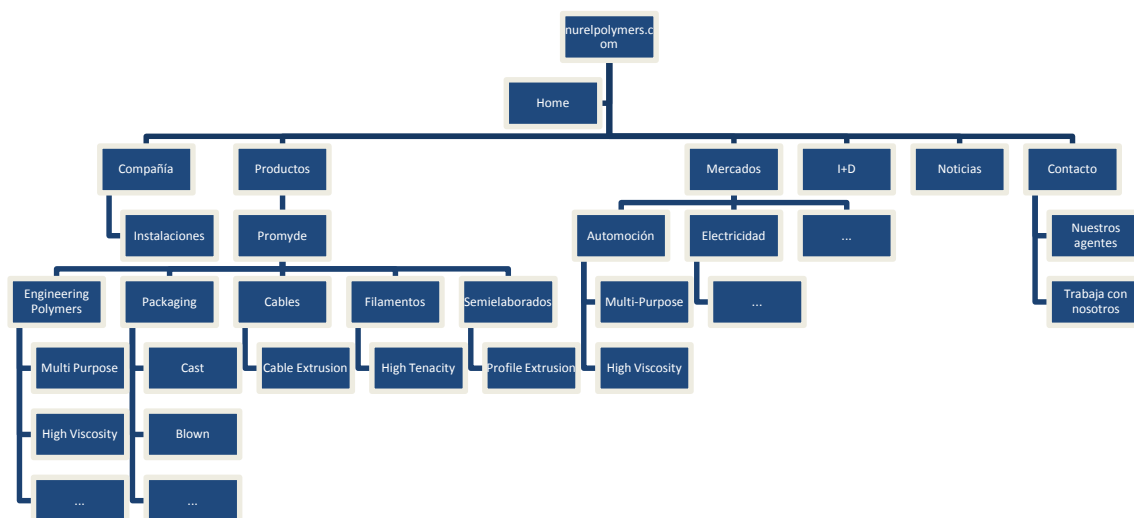 nurelpolymers.c
om
Home
Compañía
Productos
Mercados
I+D
Noticias
Contacto
Instalaciones
Promyde
Automoción
Electricidad
...
Nuestros
agentes
Engineering
Polymers
Packaging
Cables
Filamentos
Semielaborados
Multi-Purpose
...
Trabaja con
nosotros
Multi Purpose
Cast
Cable Extrusion
High Tenacity
Profile Extrusion
High Viscosity
High Viscosity
Blown
...
...